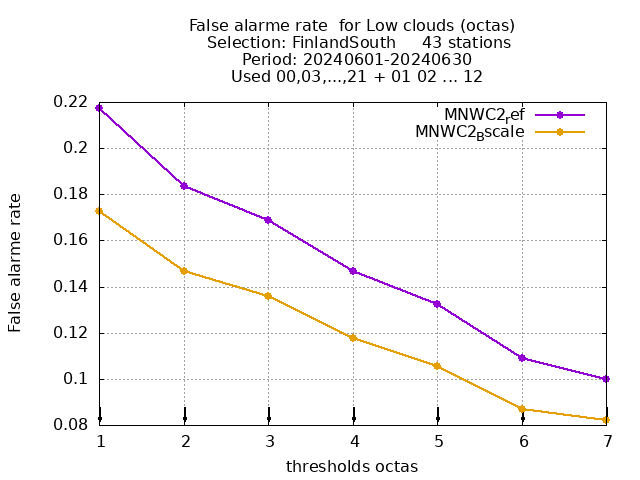 False alarme rate  for Low clouds (octas)
Selection: FinlandSouth     43 stations
Period: 20240601-20240630
Used 00,03,...,21 + 01 02 ... 12
MNWC2ref
MNWC2Bscale
False alarme rate
0.22
0.2
0.18
0.16
0.14
0.12
0.1
0.08
1 2 3 4 5 6 7
thresholds octas